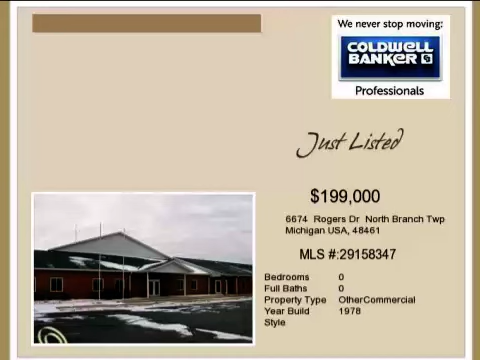 We never stop moving:
COLDWELL
BANKER
Professionals
Just Listed
$199,000
6674 Rogers Dr North Branch Twp
Michigan USA, 48461
MLS #:29158347
Bedrooms 0
Full Baths 0
Property Type OtherCommercial
Year Build 1978
Style